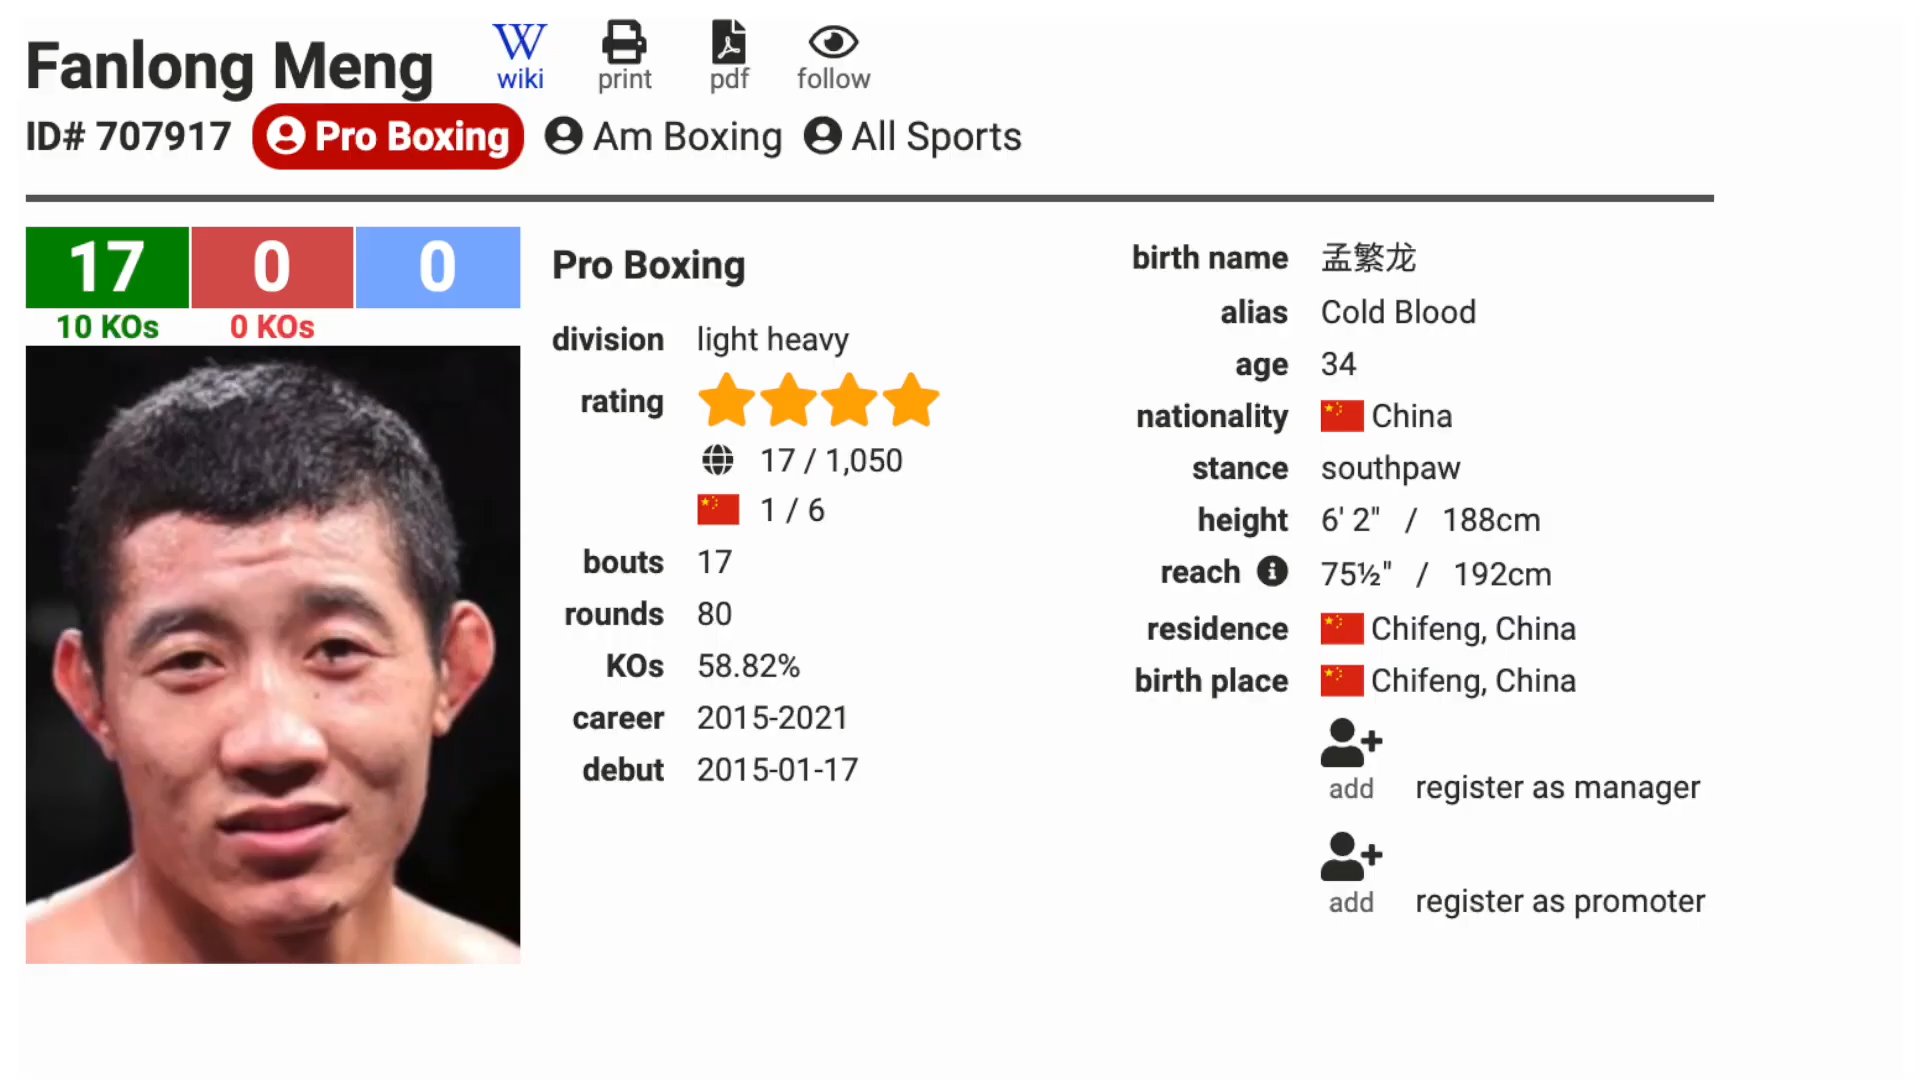 Fanlong Meng
wiki print pdf follow
ID# 707917 Pro Boxing Am Boxing All Sports
17 0 0
10 KOs 0 KOs
Pro Boxing
division light heavy
rating
17 / 1,050
1 / 6
bouts 17
rounds 80
KOs 58.82%
career 2015-2021
debut 2015-01-17
birth name 孟繁龙
alias Cold Blood
age 34
nationality China
stance southpaw
height 6' 2" / 188cm
reach 75½" / 192cm
residence Chifeng, China
birth place Chifeng, China
add register as manager
add register as promoter